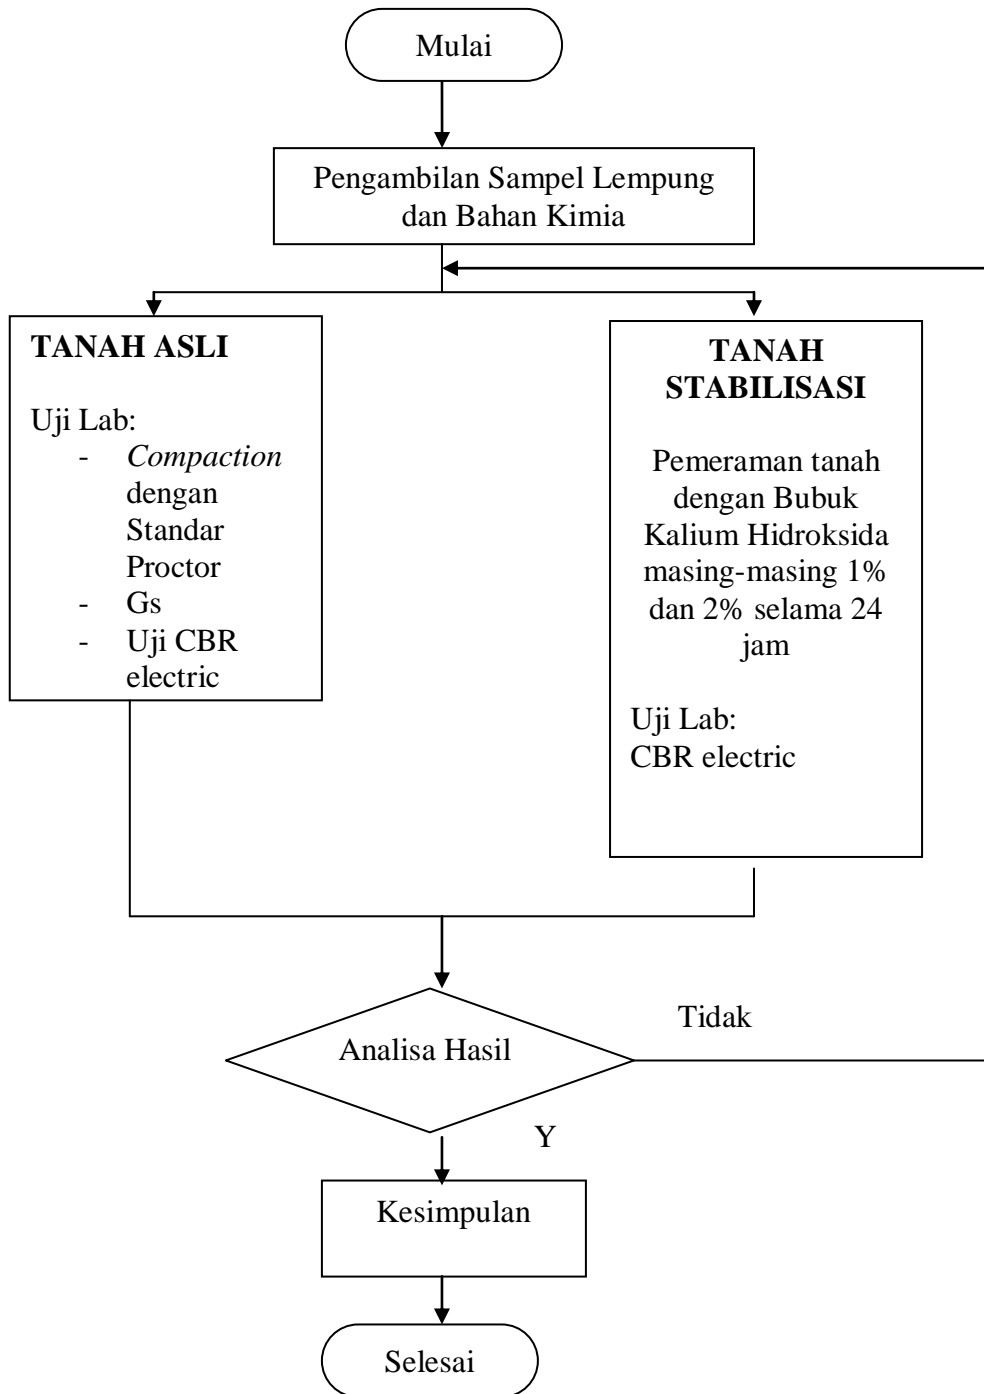 Mulai
Pengambilan Sampel Lempung
dan Bahan Kimia
TANAH ASLI
Uji Lab:
- Compaction
dengan
Standar
Proctor
- Gs
- Uji CBR
electric
TANAH
STABILISASI
Pemeraman tanah
dengan Bubuk
Kalium Hidroksida
masing-masing 1%
dan 2% selama 24
jam
Uji Lab:
CBR electric
Analisa Hasil
Tidak
Y
Kesimpulan
Selesai